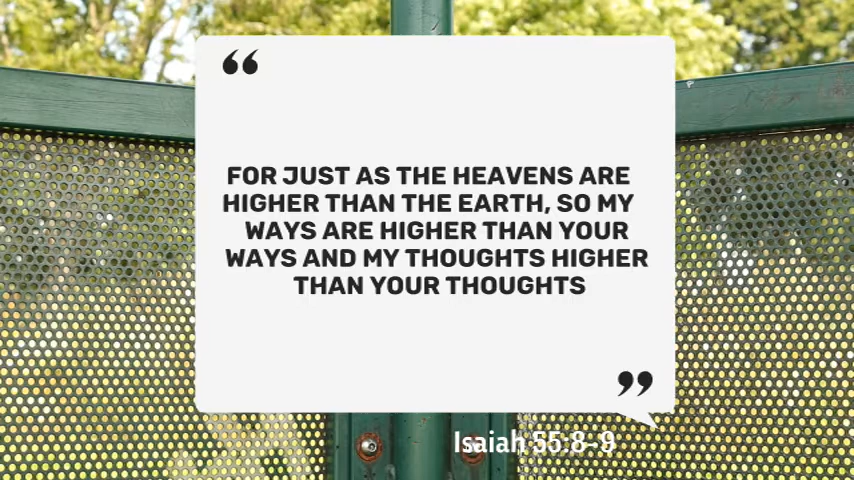 “
FOR JUST AS THE HEAVENS ARE
HIGHER THAN THE EARTH, SO MY
WAYS ARE HIGHER THAN YOUR
WAYS AND MY THOUGHTS HIGHER
THAN YOUR THOUGHTS
”
Isaiah 55:8-9